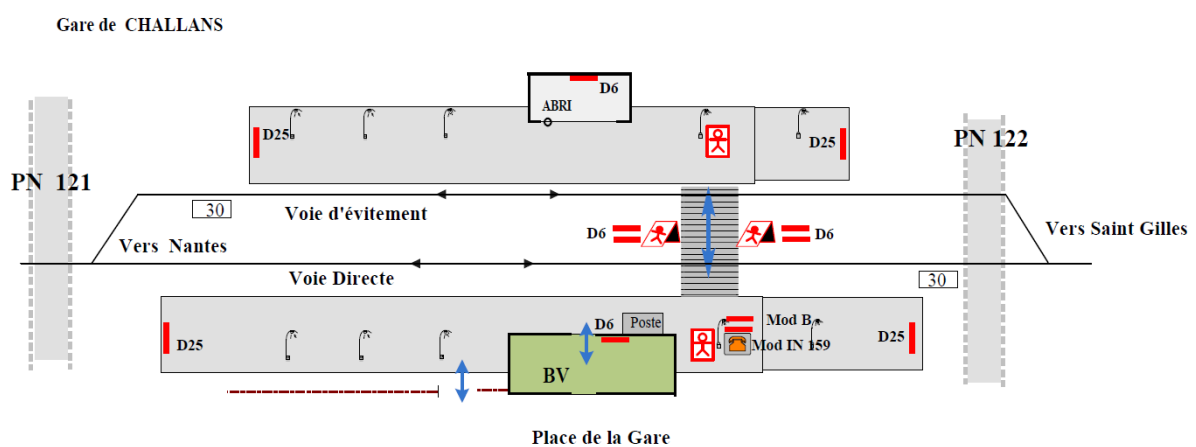 Gare de CHALLANS
D6
ABRI
D25
D25
PN 122
PN 121
30
Voie d'évitement
D6
D6
Vers Saint Gilles
Vers Nantes
Voie Directe
30
D6
Poste
Mod B
D25
Mod IN 159
D25
BV
Place de la Gare